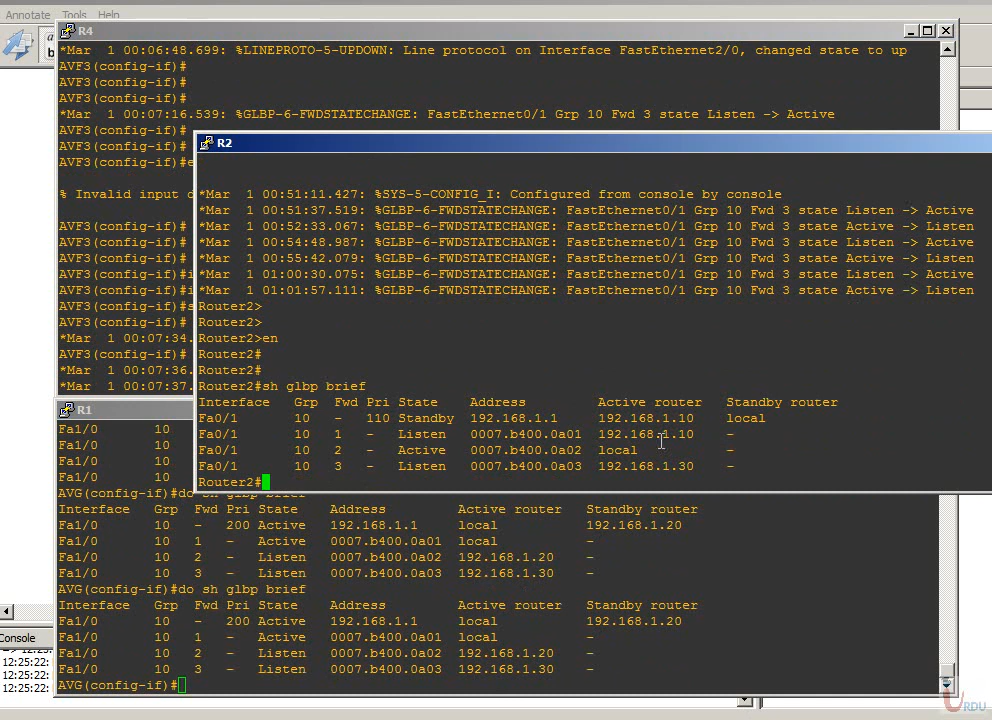 Annotate Tools Help
R4
*Mar  1 00:06:48.699: %LINEPROTO-5-UPDOWN: Line protocol on Interface FastEthernet2/0, changed state to up
AVF3(config-if)#
AVF3(config-if)#
AVF3(config-if)#
*Mar  1 00:07:16.539: %GLBP-6-FWDSTATECHANGE: FastEthernet0/1 Grp 10 Fwd 3 state Listen -> Active
AVF3(config-if)#
AVF3(config-if)#
AVF3(config-if)#e
% Invalid input d
AVF3(config-if)#
AVF3(config-if)#
AVF3(config-if)#
AVF3(config-if)#i
AVF3(config-if)#i
AVF3(config-if)#s
AVF3(config-if)#
*Mar  1 00:07:34.
AVF3(config-if)#
*Mar  1 00:07:36.
*Mar  1 00:07:37.
R2
*Mar  1 00:51:11.427: %SYS-5-CONFIG_I: Configured from console by console
*Mar  1 00:51:37.519: %GLBP-6-FWDSTATECHANGE: FastEthernet0/1 Grp 10 Fwd 3 state Listen -> Active
*Mar  1 00:52:33.067: %GLBP-6-FWDSTATECHANGE: FastEthernet0/1 Grp 10 Fwd 3 state Active -> Listen
*Mar  1 00:54:48.987: %GLBP-6-FWDSTATECHANGE: FastEthernet0/1 Grp 10 Fwd 3 state Listen -> Active
*Mar  1 00:55:42.079: %GLBP-6-FWDSTATECHANGE: FastEthernet0/1 Grp 10 Fwd 3 state Active -> Listen
*Mar  1 01:00:30.075: %GLBP-6-FWDSTATECHANGE: FastEthernet0/1 Grp 10 Fwd 3 state Listen -> Active
*Mar  1 01:01:57.111: %GLBP-6-FWDSTATECHANGE: FastEthernet0/1 Grp 10 Fwd 3 state Active -> Listen
Router2>
Router2>
Router2>en
Router2#
Router2#
Router2#sh glbp brief
Interface   Grp  Fwd Pri State    Address         Active router   Standby router
Fa0/1       10   -   110 Standby  192.168.1.1     192.168.1.10    local
Fa0/1       10   1   -   Listen   0007.b400.0a01  192.168.1.10    -
Fa0/1       10   2   -   Active   0007.b400.0a02  local           -
Fa0/1       10   3   -   Listen   0007.b400.0a03  192.168.1.30    -
Router2#
R1
Fa1/0       10
Fa1/0       10
Fa1/0       10
Fa1/0       10
AVG(config-if)#do sh glbp brief
Interface   Grp  Fwd Pri State    Address         Active router   Standby router
Fa1/0       10   -   200 Active   192.168.1.1     local           192.168.1.20
Fa1/0       10   1   -   Active   0007.b400.0a01  local           -
Fa1/0       10   2   -   Listen   0007.b400.0a02  192.168.1.20    -
Fa1/0       10   3   -   Listen   0007.b400.0a03  192.168.1.30    -
AVG(config-if)#do sh glbp brief
Interface   Grp  Fwd Pri State    Address         Active router   Standby router
Fa1/0       10   -   200 Active   192.168.1.1     local           192.168.1.20
Fa1/0       10   1   -   Active   0007.b400.0a01  local           -
Fa1/0       10   2   -   Listen   0007.b400.0a02  192.168.1.20    -
Fa1/0       10   3   -   Listen   0007.b400.0a03  192.168.1.30    -
AVG(config-if)#
Console
12:25:22:
12:25:22:
12:25:22:
URDU